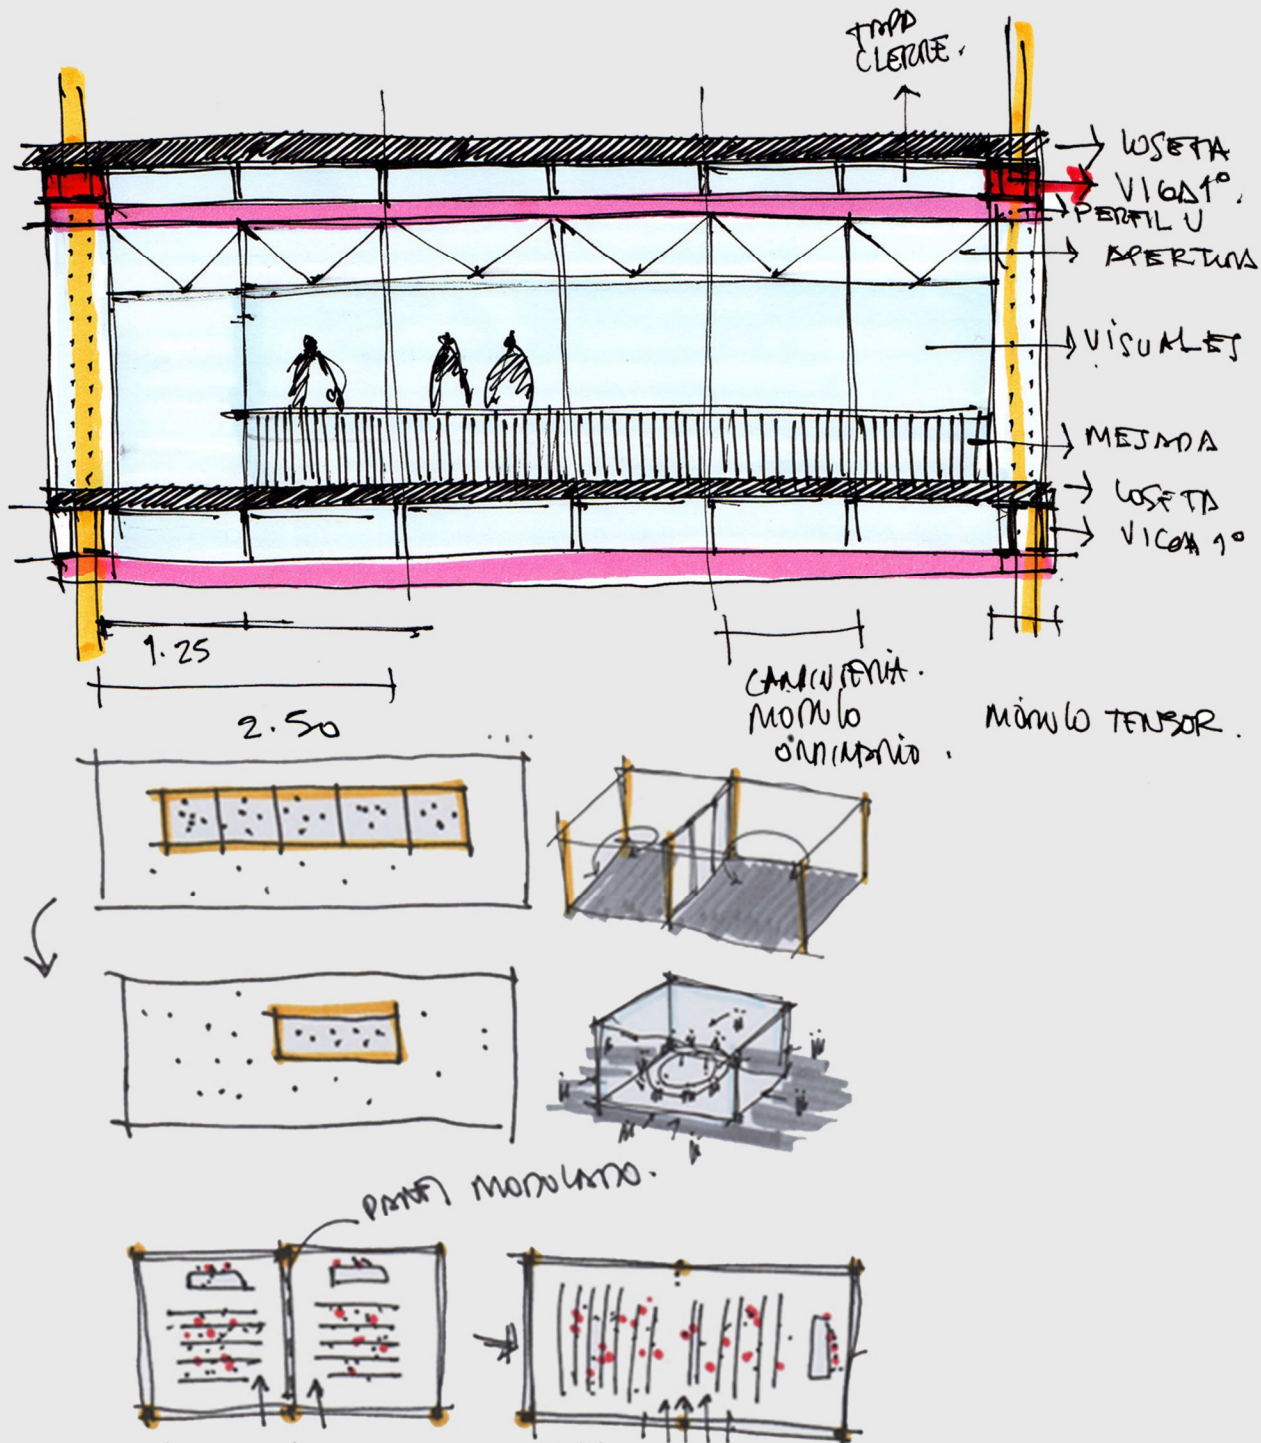 TAPA
CIERRE.
LOSETA
VIGA 1°.
PERFIL U
APERTURA
VISUALES
MESADA
LOSETA
VIGA 1°
1.25
2.50
CARPINTERIA.
MODULO
ORDINARIO.
MODULO TENSOR.
...
PANEL MODULADO.